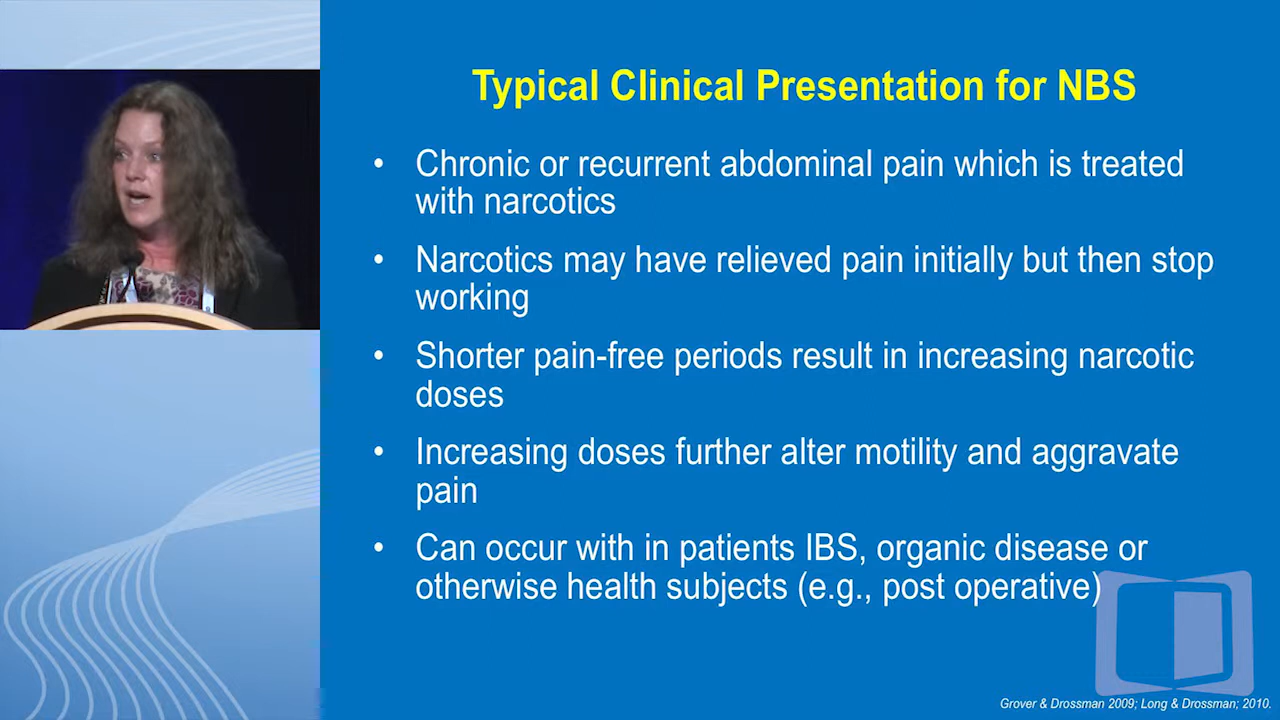 Typical Clinical Presentation for NBS
• Chronic or recurrent abdominal pain which is treated
with narcotics
• Narcotics may have relieved pain initially but then stop
working
• Shorter pain-free periods result in increasing narcotic
doses
• Increasing doses further alter motility and aggravate
pain
• Can occur with in patients IBS, organic disease or
otherwise health subjects (e.g., post operative)
Grover & Drossman 2009; Long & Drossman; 2010.